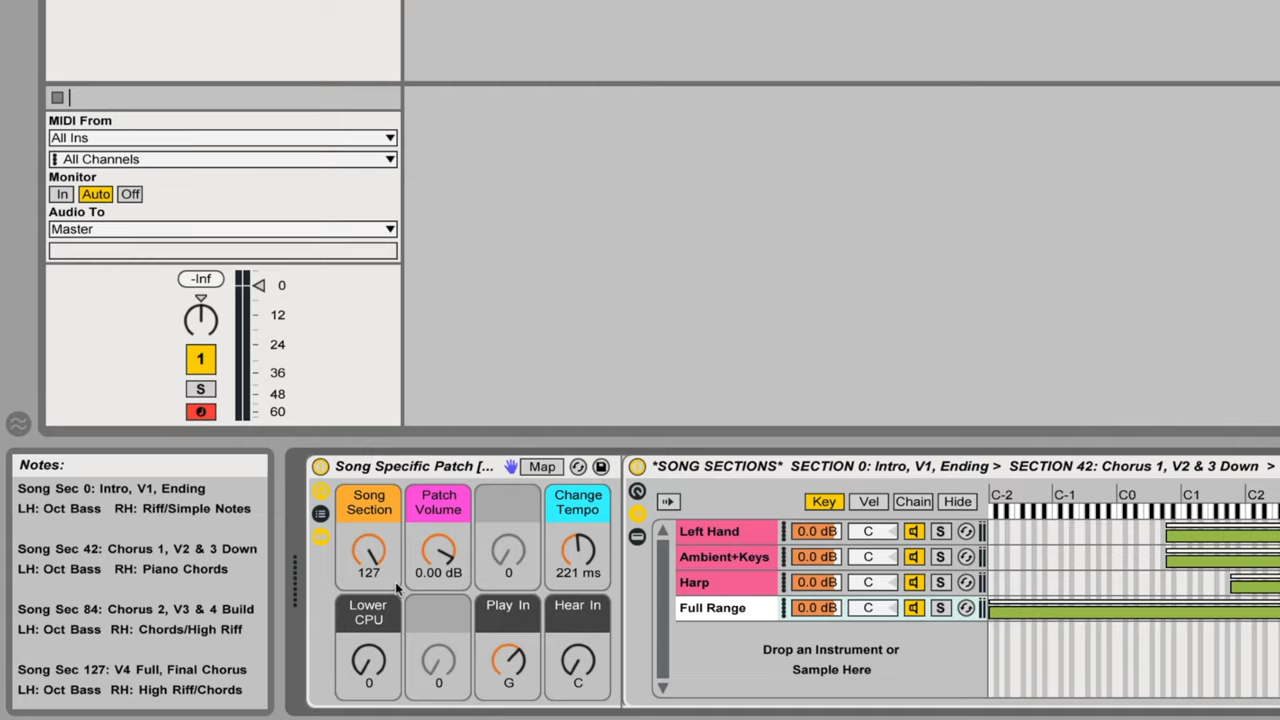 MIDI From
All Ins
All Channels
Monitor
In Auto Off
Audio To
Master
-Inf
0
12
24
36
48
60
1
S
Notes:
Song Sec 0: Intro, V1, Ending
LH: Oct Bass RH: Riff/Simple Notes
Song Sec 42: Chorus 1, V2 & 3 Down
LH: Oct Bass RH: Piano Chords
Song Sec 84: Chorus 2, V3 & 4 Build
LH: Oct Bass RH: Chords/High Riff
Song Sec 127: V4 Full, Final Chorus
LH: Oct Bass RH: High Riff/Chords
Song Specific Patch [... Map
Song Section
Patch Volume
Change Tempo
127
0.00 dB
0
221 ms
Lower CPU
Play In
Hear In
0
0
G
C
*SONG SECTIONS* SECTION 0: Intro, V1, Ending > SECTION 42: Chorus 1, V2 & 3 Down >
Key Vel Chain Hide
C-2 C-1 C0 C1 C2
Left Hand 0.0 dB C S
Ambient+Keys 0.0 dB C S
Harp 0.0 dB C S
Full Range 0.0 dB C S
Drop an Instrument or
Sample Here